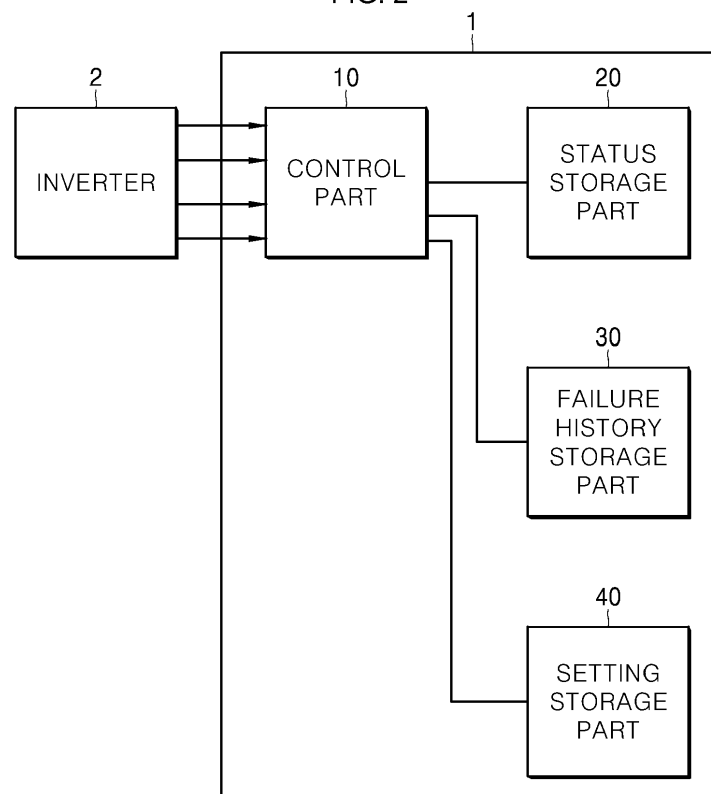 FIG. 2
1
2
10
20
INVERTER
CONTROL
PART
STATUS
STORAGE
PART
30
FAILURE
HISTORY
STORAGE
PART
40
SETTING
STORAGE
PART